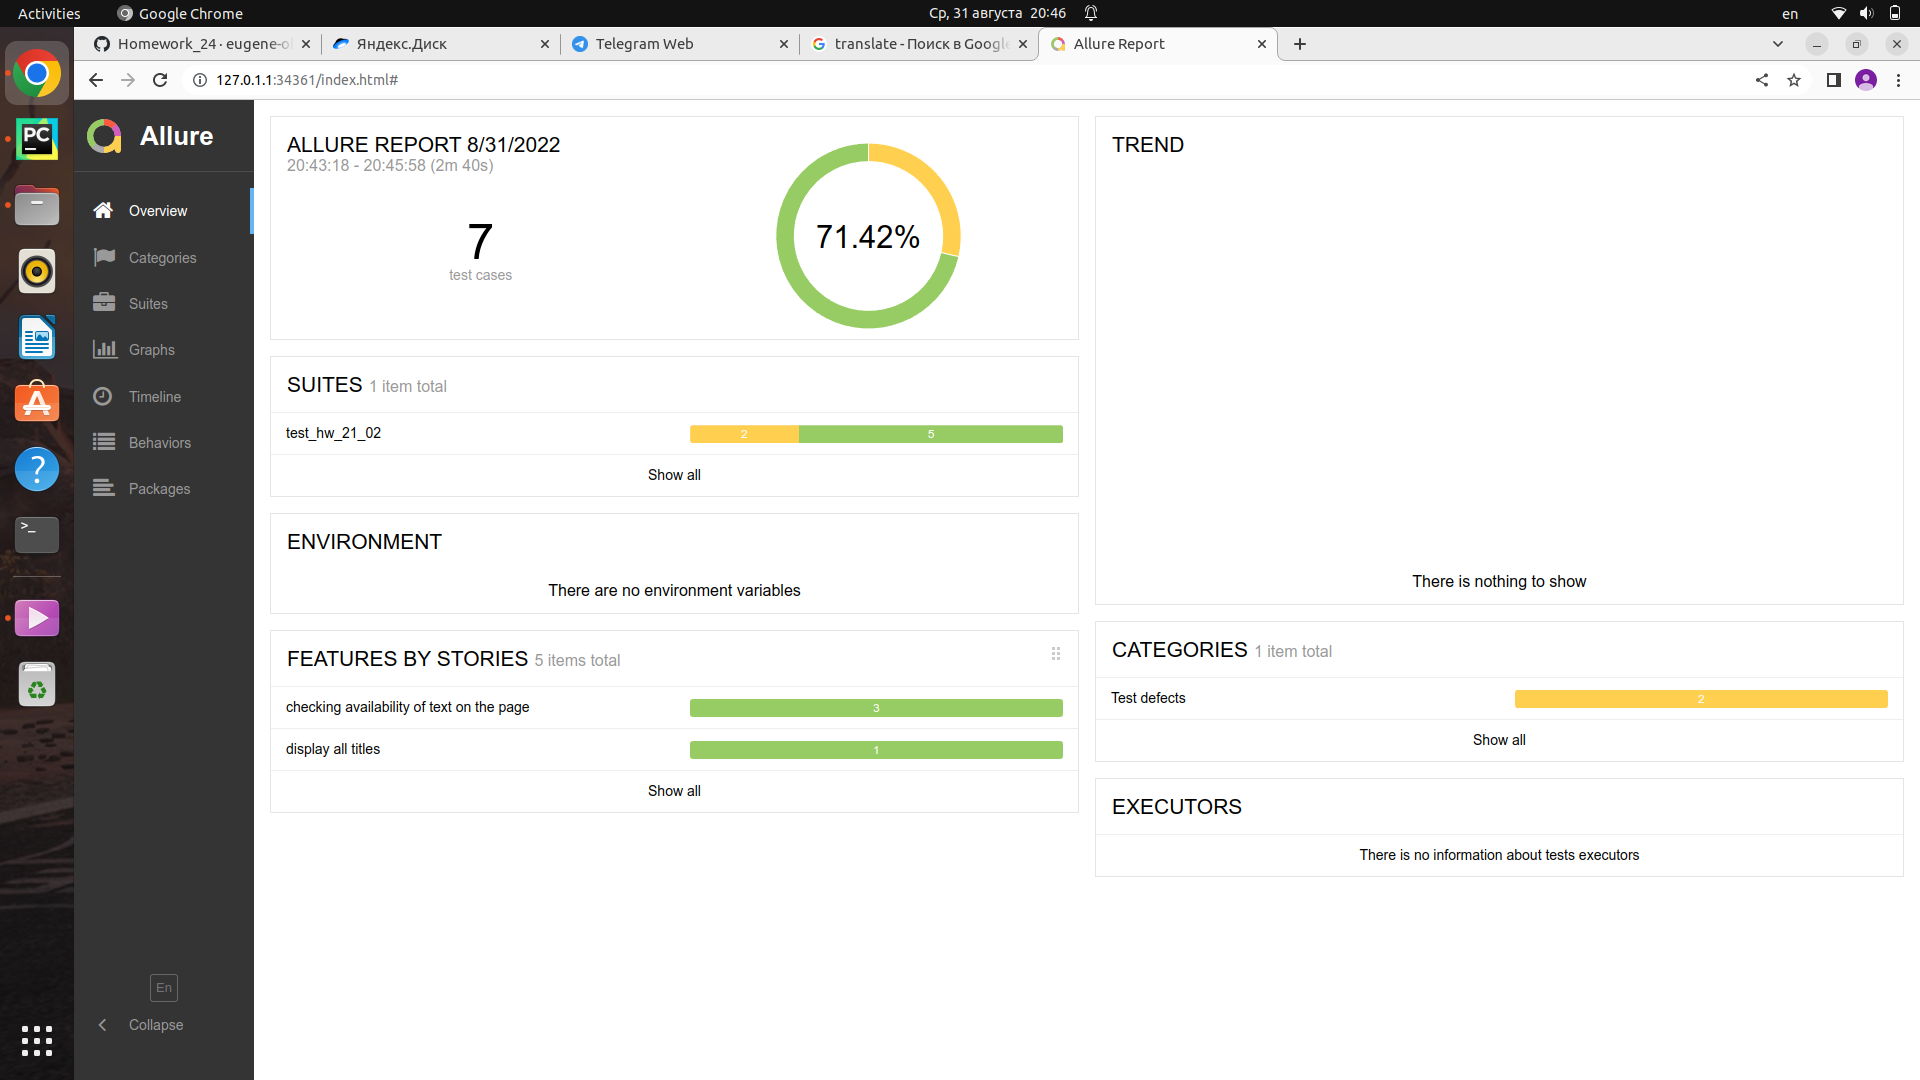 Activities
Google Chrome
Ср, 31 августа 20:46
en
Homework_24 · eugene-ol
Яндекс.Диск
Telegram Web
translate - Поиск в Google
Allure Report
127.0.1.1:34361/index.html#
PC
Allure
Overview
Categories
Suites
Graphs
Timeline
Behaviors
Packages
En
Collapse
ALLURE REPORT 8/31/2022
20:43:18 - 20:45:58 (2m 40s)
7
test cases
71.42%
SUITES 1 item total
test_hw_21_02
2
5
Show all
ENVIRONMENT
There are no environment variables
FEATURES BY STORIES 5 items total
checking availability of text on the page
3
display all titles
1
Show all
TREND
There is nothing to show
CATEGORIES 1 item total
Test defects
2
Show all
EXECUTORS
There is no information about tests executors